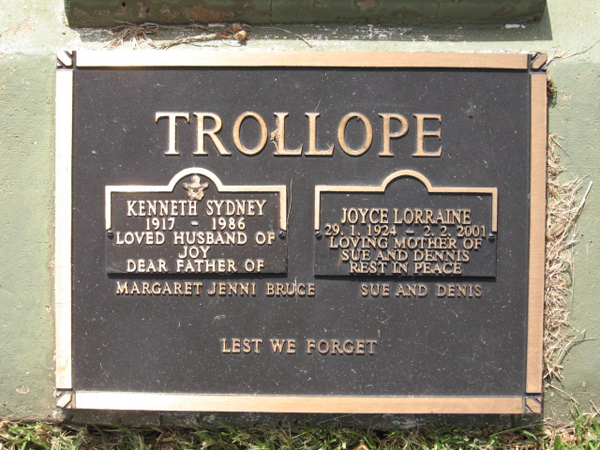 TROLLOPE
KENNETH SYDNEY
1917 - 1986
LOVED HUSBAND OF
JOY
DEAR FATHER OF
JOYCE LORRAINE
29. 1. 1924 - 2. 2. 2001
LOVING MOTHER OF
SUE AND DENNIS
REST IN PEACE
MARGARET JENNI BRUCE SUE AND DENIS
LEST WE FORGET